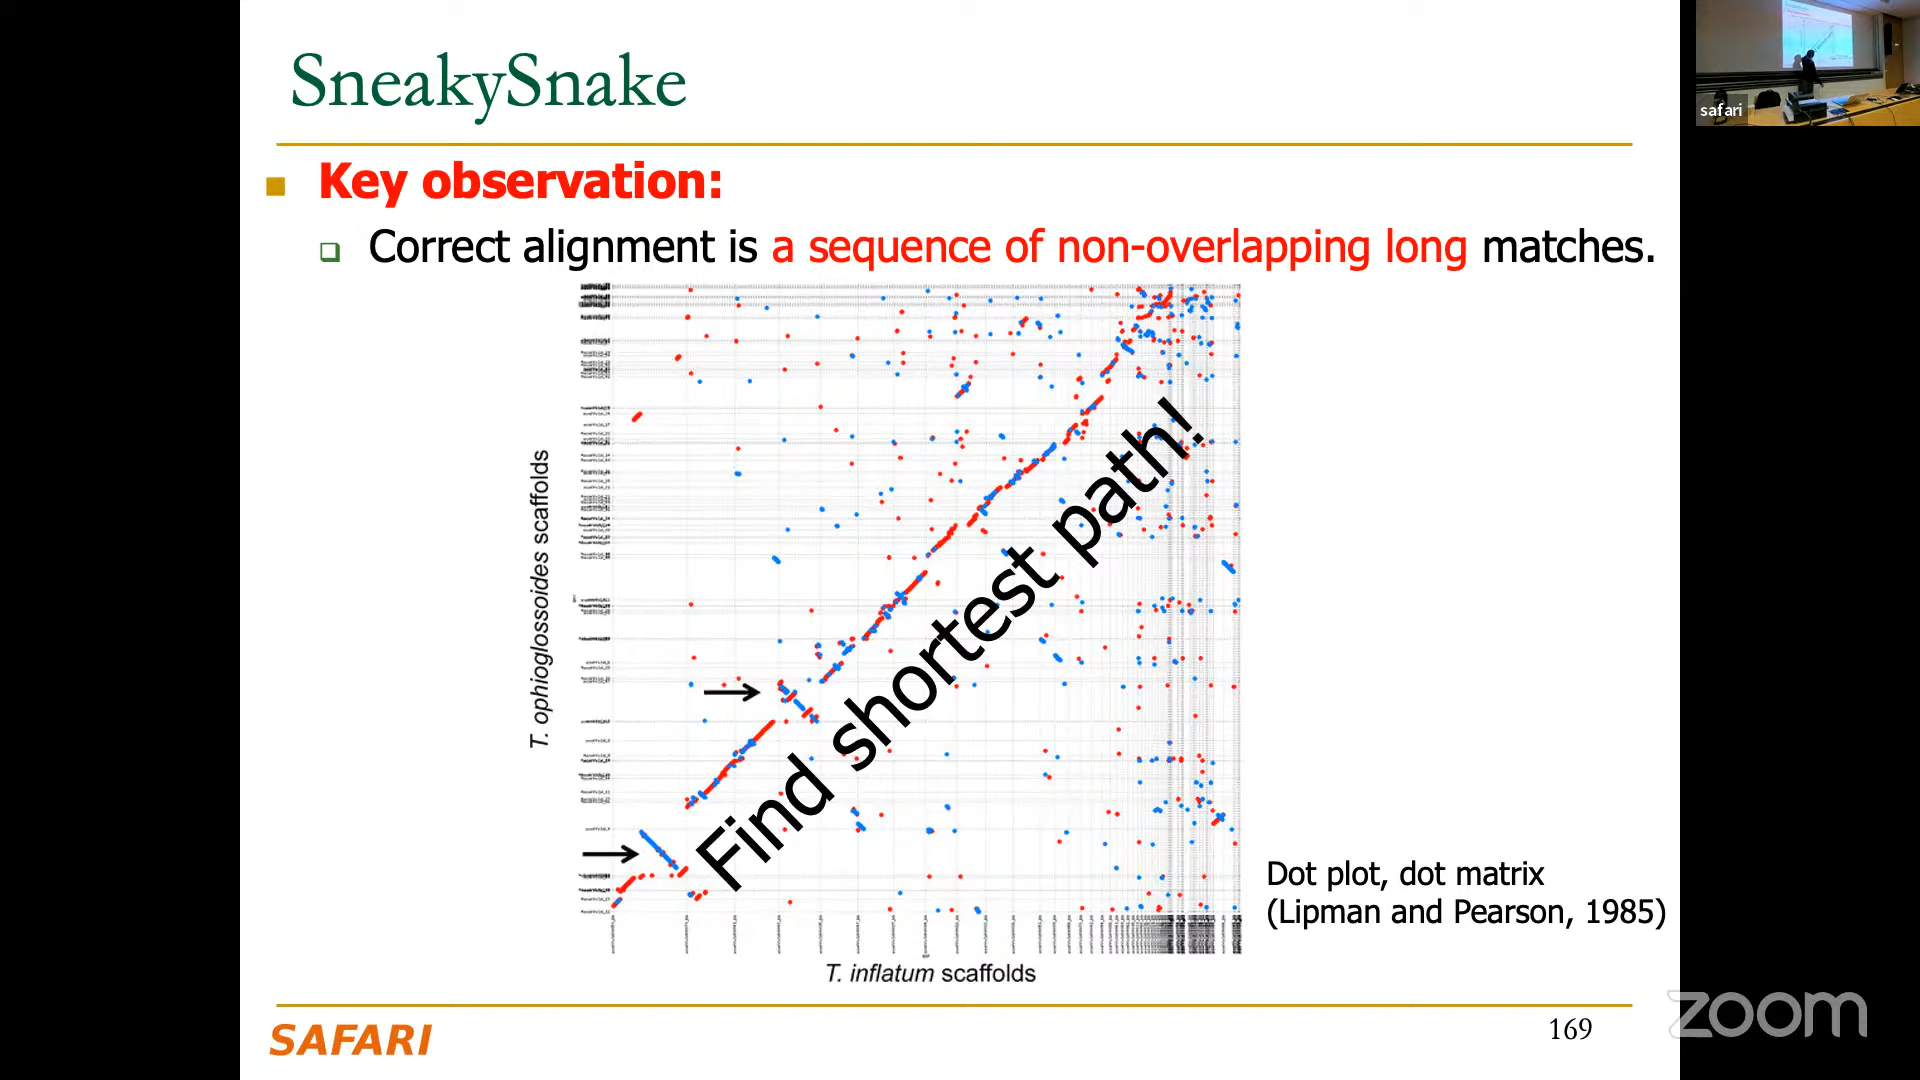 SneakySnake
safari
Key observation:
Correct alignment is a sequence of non-overlapping long matches.
Find shortest path!
T. ophioglossoides scaffolds
T. inflatum scaffolds
Dot plot, dot matrix
(Lipman and Pearson, 1985)
SAFARI
169
zoom